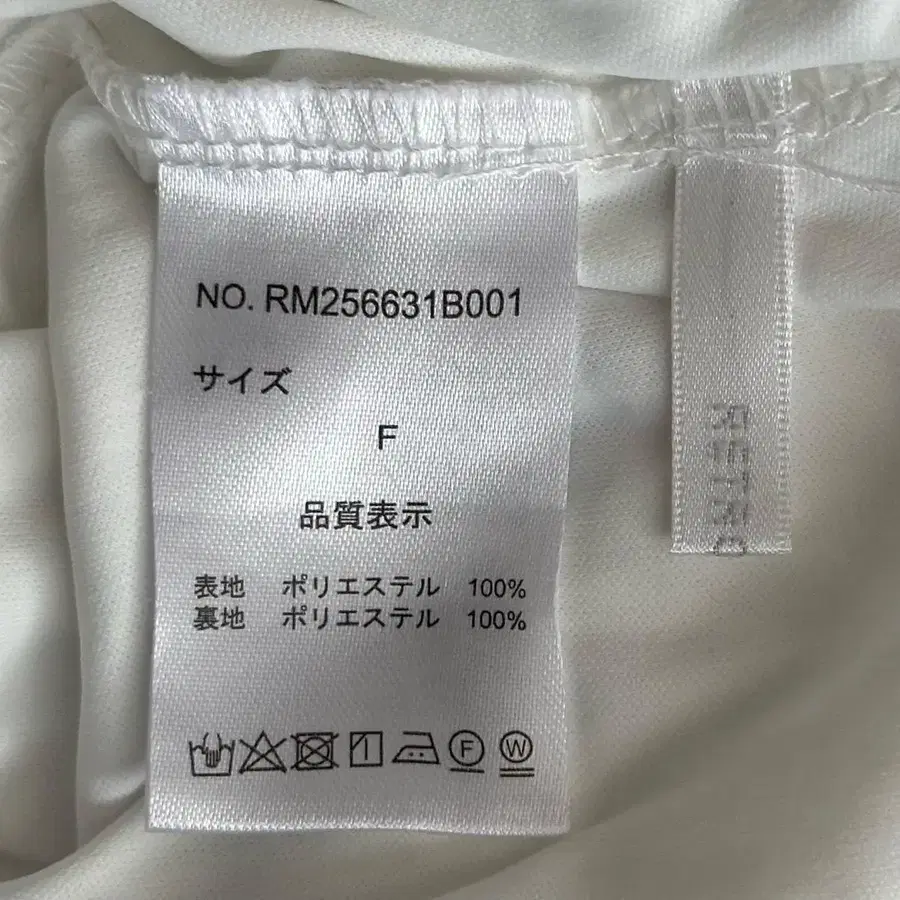 NO. RM256631B001
サイズ
F
品質表示
表地 ポリエステル 100%
裏地 ポリエステル 100%
F
W
RETRO